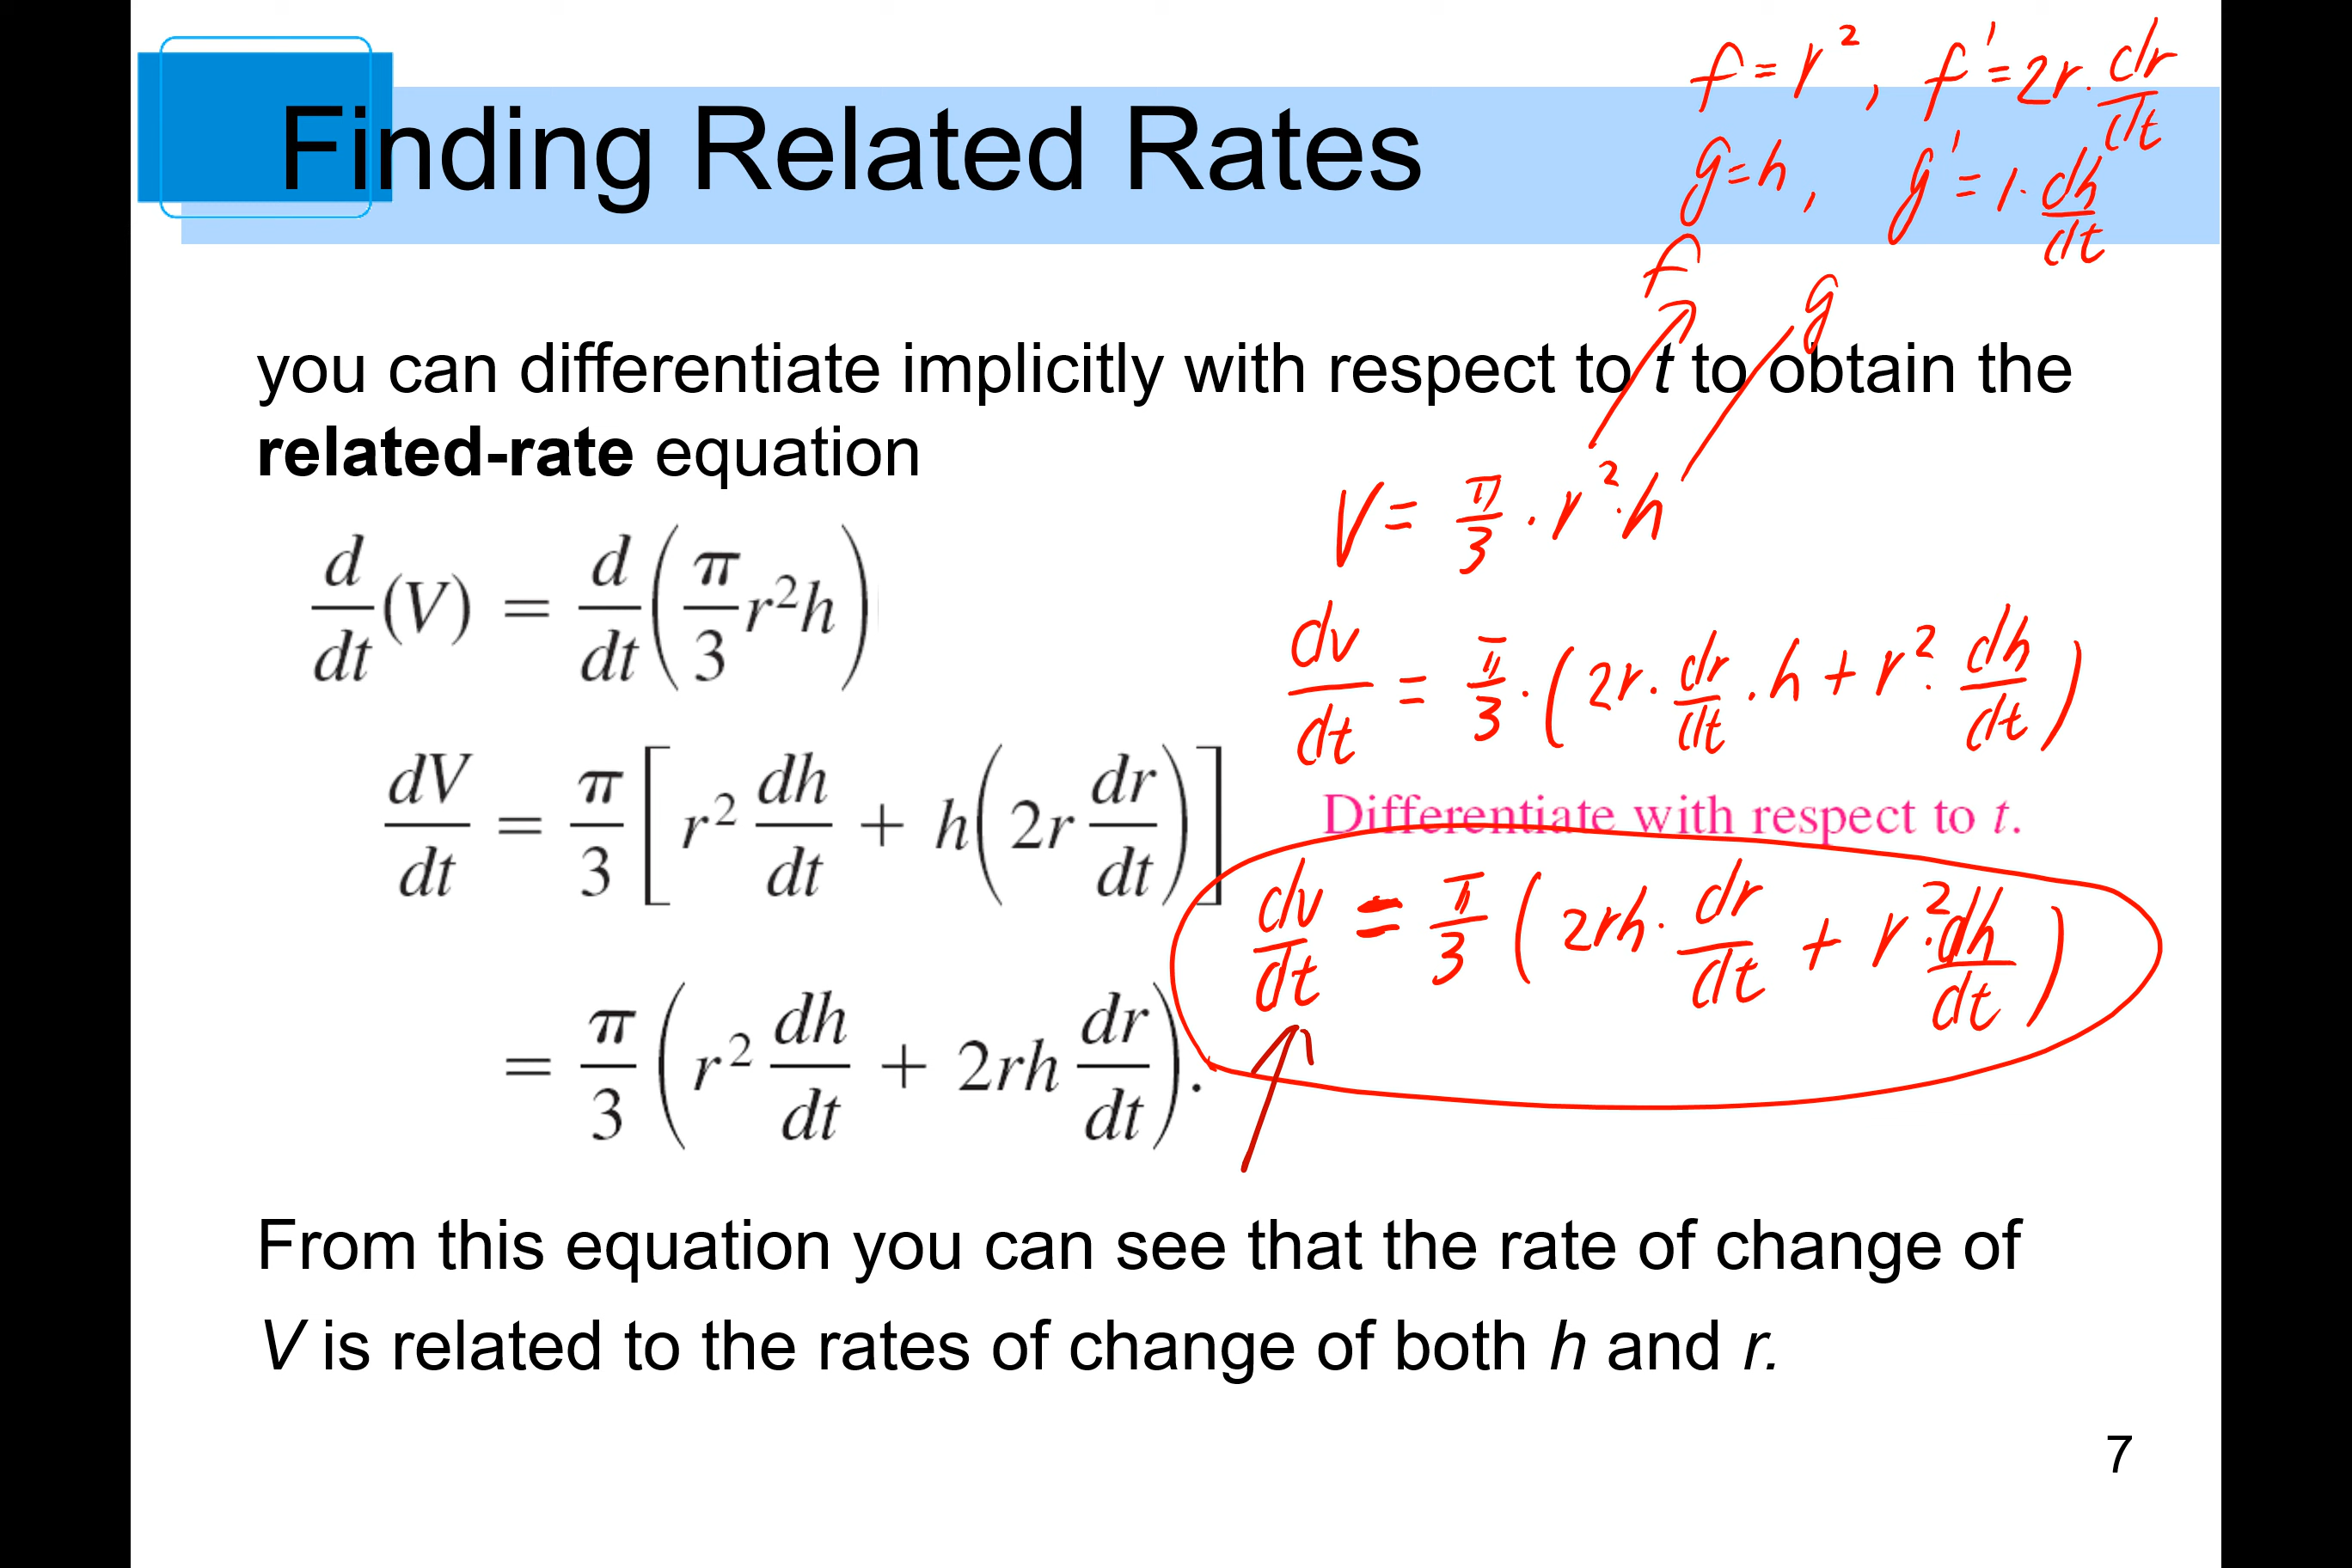 f = r², f' = 2r · dr/dt
Finding Related Rates
g = h, g' = 1 · dh/dt
f
g
you can differentiate implicitly with respect to t to obtain the
related-rate equation
V = π/3 · r² · h
d/dt (V) = d/dt (π/3 r²h)
dv/dt = π/3 · (2r · dr/dt · h + r² · dh/dt)
dV/dt = π/3 [r² dh/dt + h(2r dr/dt)]
Differentiate with respect to t.
dv/dt = π/3 (2rh · dr/dt + r² · dh/dt)
= π/3 (r² dh/dt + 2rh dr/dt).
From this equation you can see that the rate of change of
V is related to the rates of change of both h and r.
7